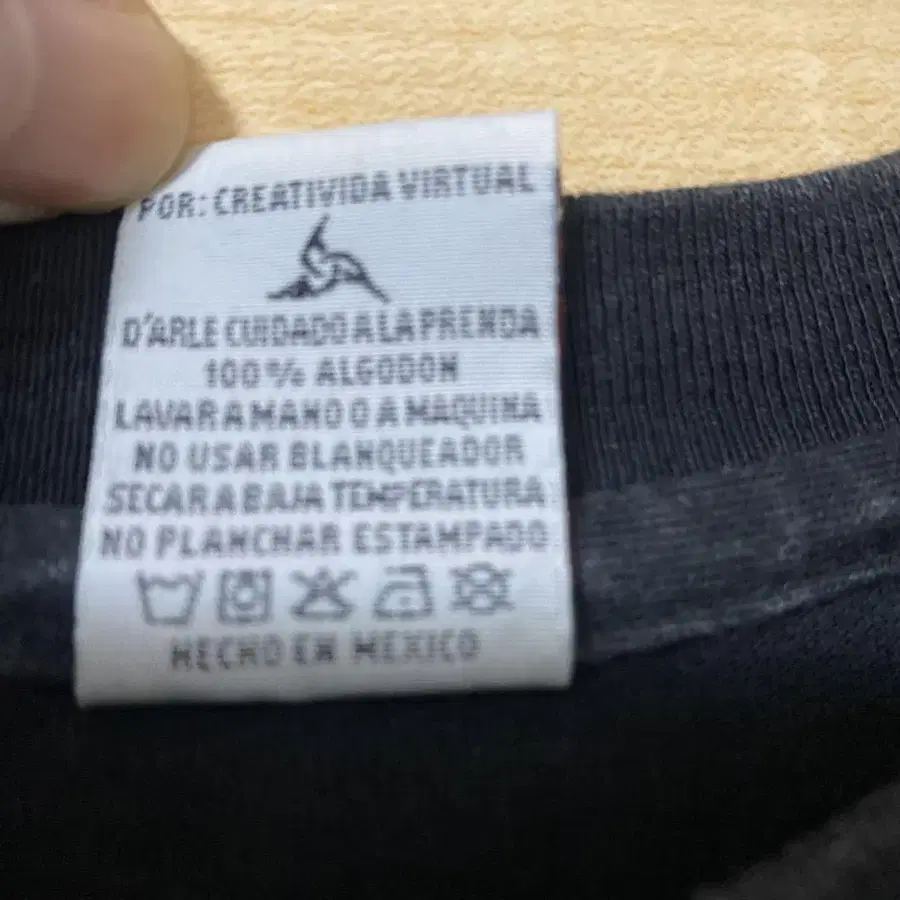 POR: CREATIVIDA VIRTUAL
D'ARLE CUIDADO A LA PRENDA
100% ALGODON
LAVAR A MANO O A MAQUINA
NO USAR BLANQUEADOR
SECAR A BAJA TEMPERATURA
NO PLANCHAR ESTAMPADO
HECHO EN MEXICO